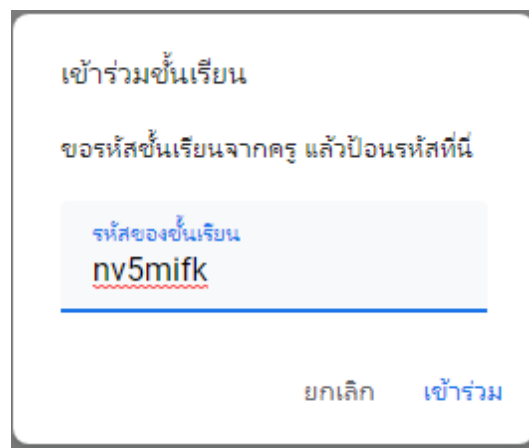 เข้าร่วมชั้นเรียน
ขอรหัสชั้นเรียนจากครู แล้วป้อนรหัสที่นี่
รหัสของชั้นเรียน
nv5mifk
ยกเลิก เข้าร่วม